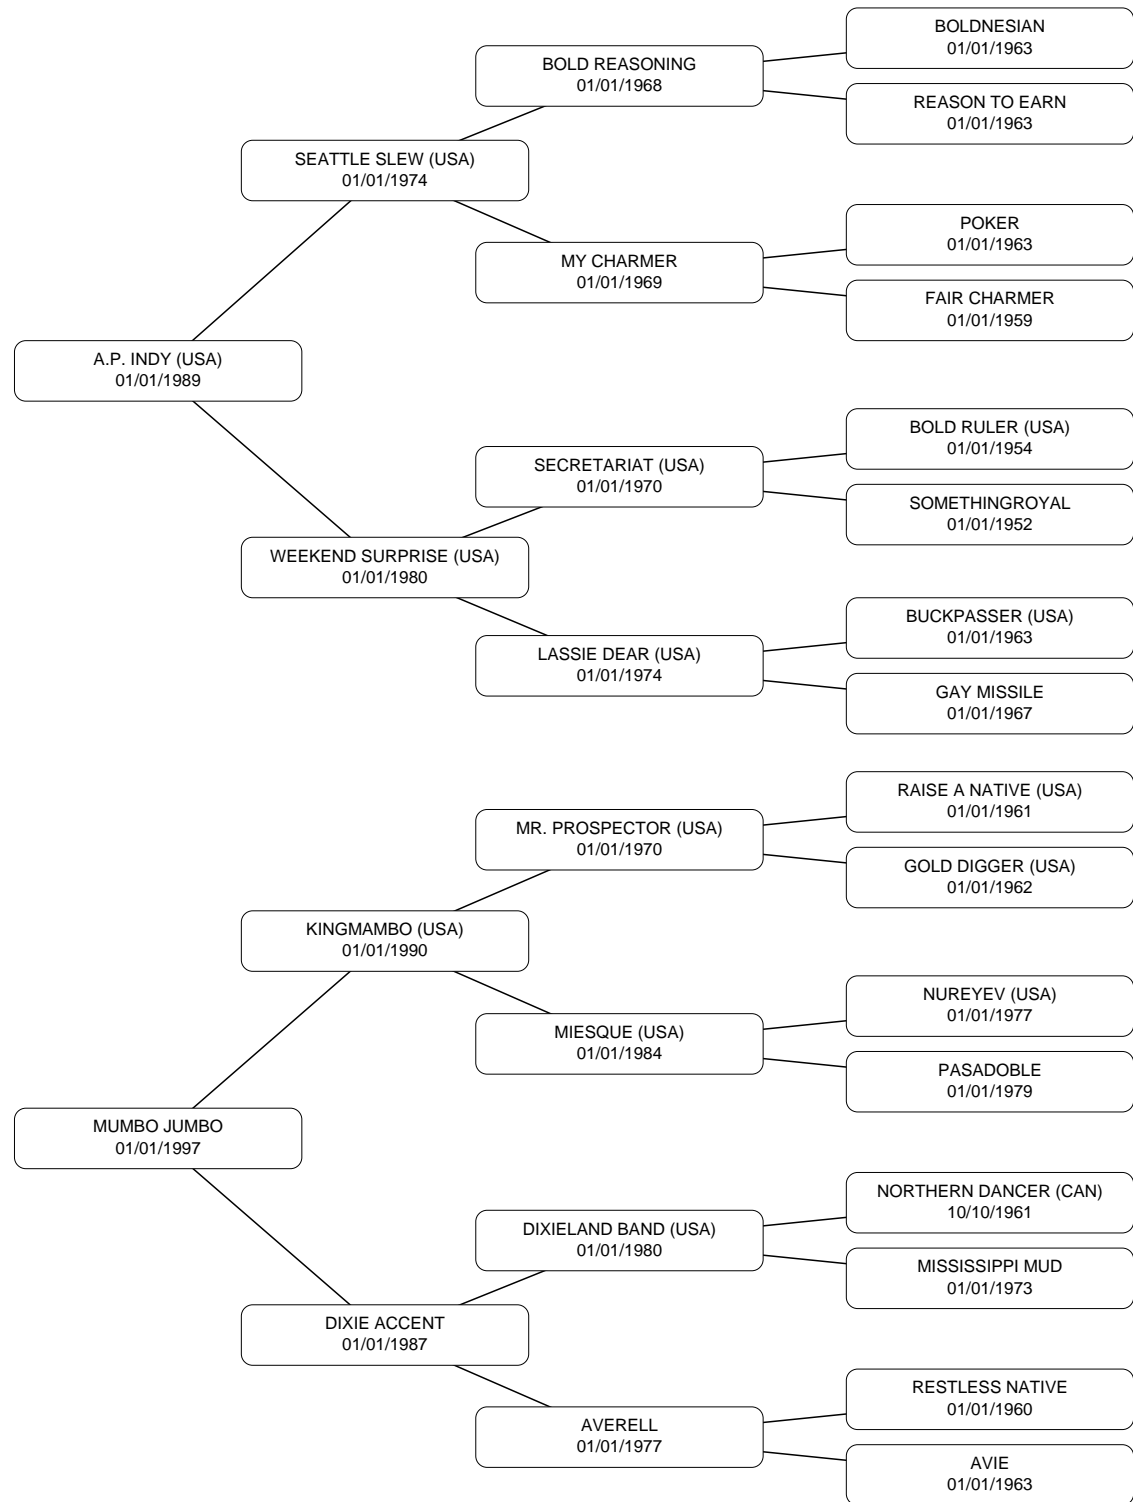 BOLDNESIAN
01/01/1963
BOLD REASONING
01/01/1968
REASON TO EARN
01/01/1963
SEATTLE SLEW (USA)
01/01/1974
POKER
01/01/1963
MY CHARMER
01/01/1969
FAIR CHARMER
01/01/1959
A.P. INDY (USA)
01/01/1989
BOLD RULER (USA)
01/01/1954
SECRETARIAT (USA)
01/01/1970
SOMETHINGROYAL
01/01/1952
WEEKEND SURPRISE (USA)
01/01/1980
BUCKPASSER (USA)
01/01/1963
LASSIE DEAR (USA)
01/01/1974
GAY MISSILE
01/01/1967
RAISE A NATIVE (USA)
01/01/1961
MR. PROSPECTOR (USA)
01/01/1970
GOLD DIGGER (USA)
01/01/1962
KINGMAMBO (USA)
01/01/1990
NUREYEV (USA)
01/01/1977
MIESQUE (USA)
01/01/1984
PASADOBLE
01/01/1979
MUMBO JUMBO
01/01/1997
NORTHERN DANCER (CAN)
10/10/1961
DIXIELAND BAND (USA)
01/01/1980
MISSISSIPPI MUD
01/01/1973
DIXIE ACCENT
01/01/1987
RESTLESS NATIVE
01/01/1960
AVERELL
01/01/1977
AVIE
01/01/1963